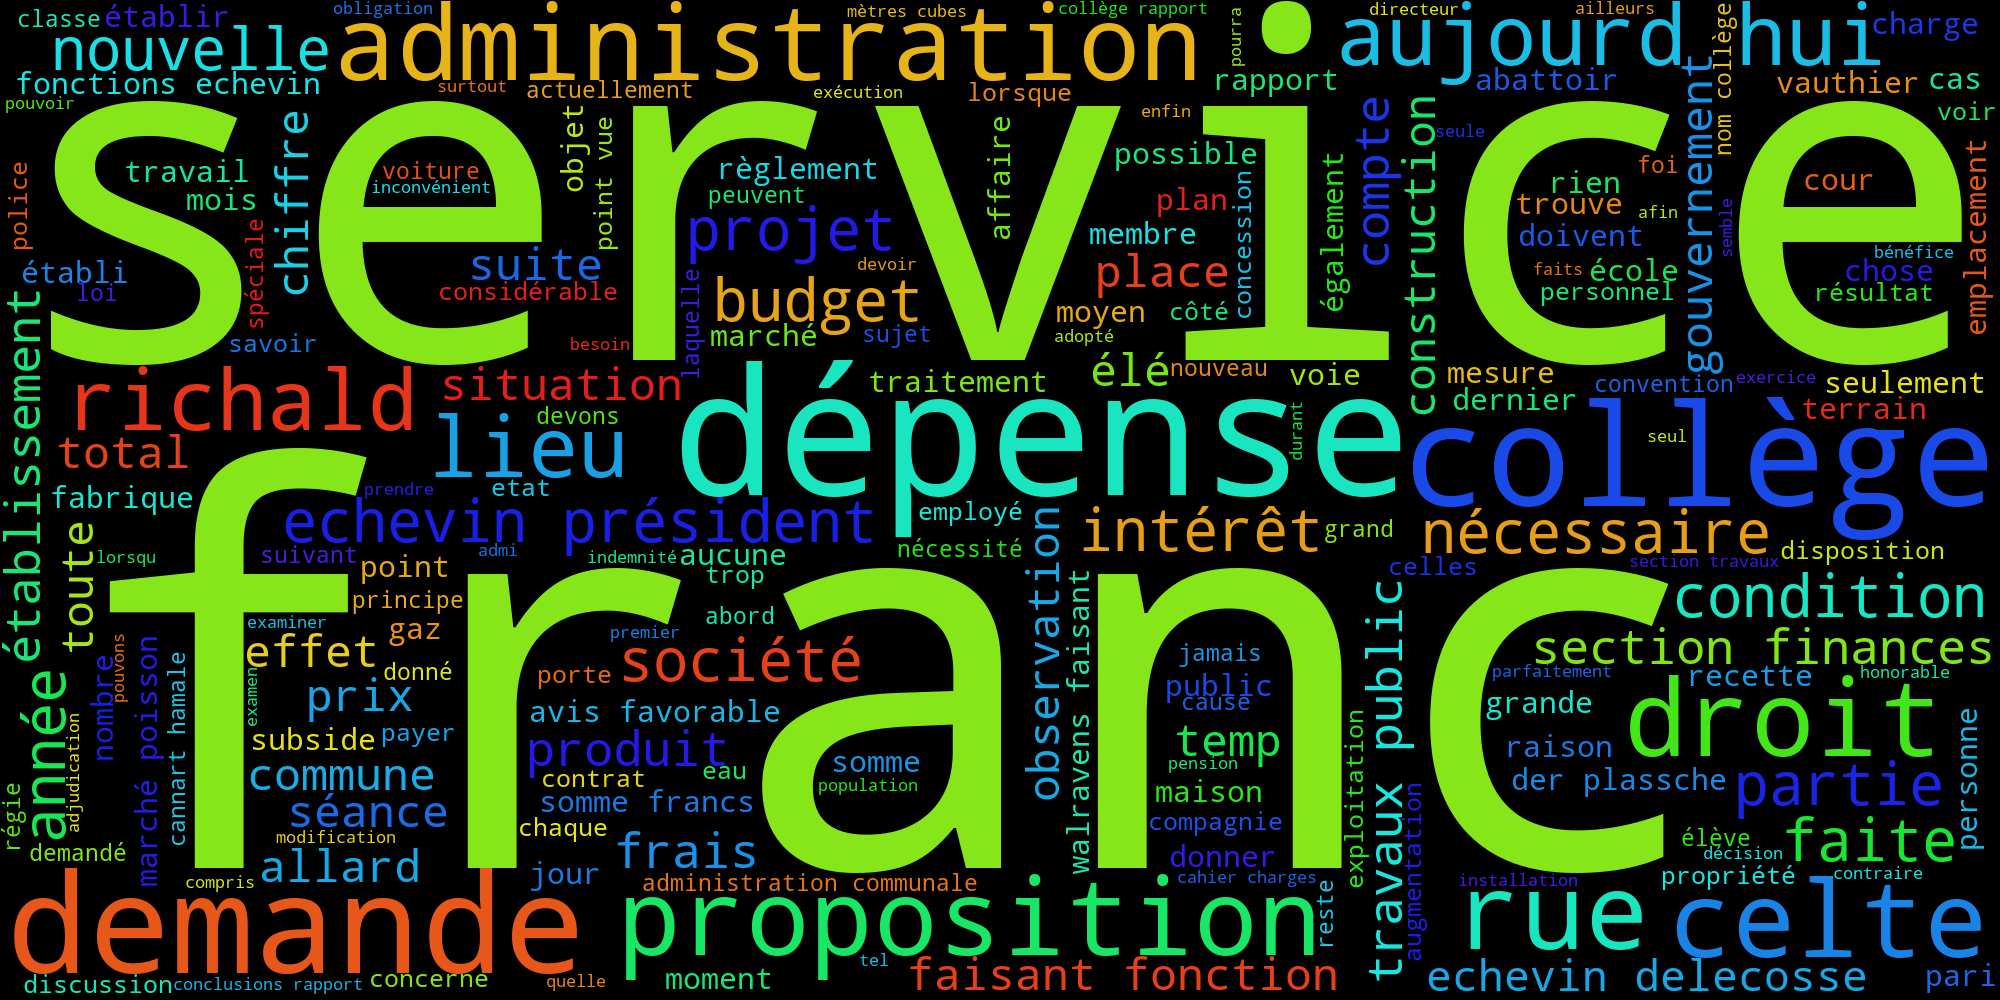 classe établir obligation mètres cubes collège rapport directeur ailleurs
nouvelle administration pourra aujourd hui nom collège charge
fonctions echevin surtout actuellement exécution lorsque rapport abattoir gouvernement vauthier cas
pouvoir service enfin voir
police travail mois chiffre voiture inconvénient objet point vue règlement peuvent affaire possible plan concession également compte construction seule rien foi trouve afin semble cour emplacement
établi loi spéciale suite considérable projet devoir membre place doivent faits école personnel bénéfice chose résultat
savoir besoin laquelle budget marché sujet moyen adopté côté
établissement richald situation devons dépense traitement élé nouveau voie durant mesure dernier convention exercice seulement terrain
total lieu collège seul
fabrique prendre etat echevin président employé intérêt grand nécessaire disposition
toute lorsqu suivant point admi indemnité aucune nécessité observation celles section travaux
franc principe trop abord walravens faisant travaux public condition
examiner effet gaz premier société jamais section finances
année nombre pouvons marché poisson cannart hamale examen donné porte public cause parfaitement recette honorable
prix avis favorable grande droit
adjudication subside payer produit somme temp pension raison personne
régie commune contrat eau population maison exploitation der plassche partie
séance somme francs compagnie augmentation
demandé modification chaque frais donner élève décision faite
allard jour
compris administration communale cahier charges installation propriété contraire
demande proposition reste rue celte
discussion conclusions rapport concerne quelle moment tel faisant fonction echevin delecosse pari